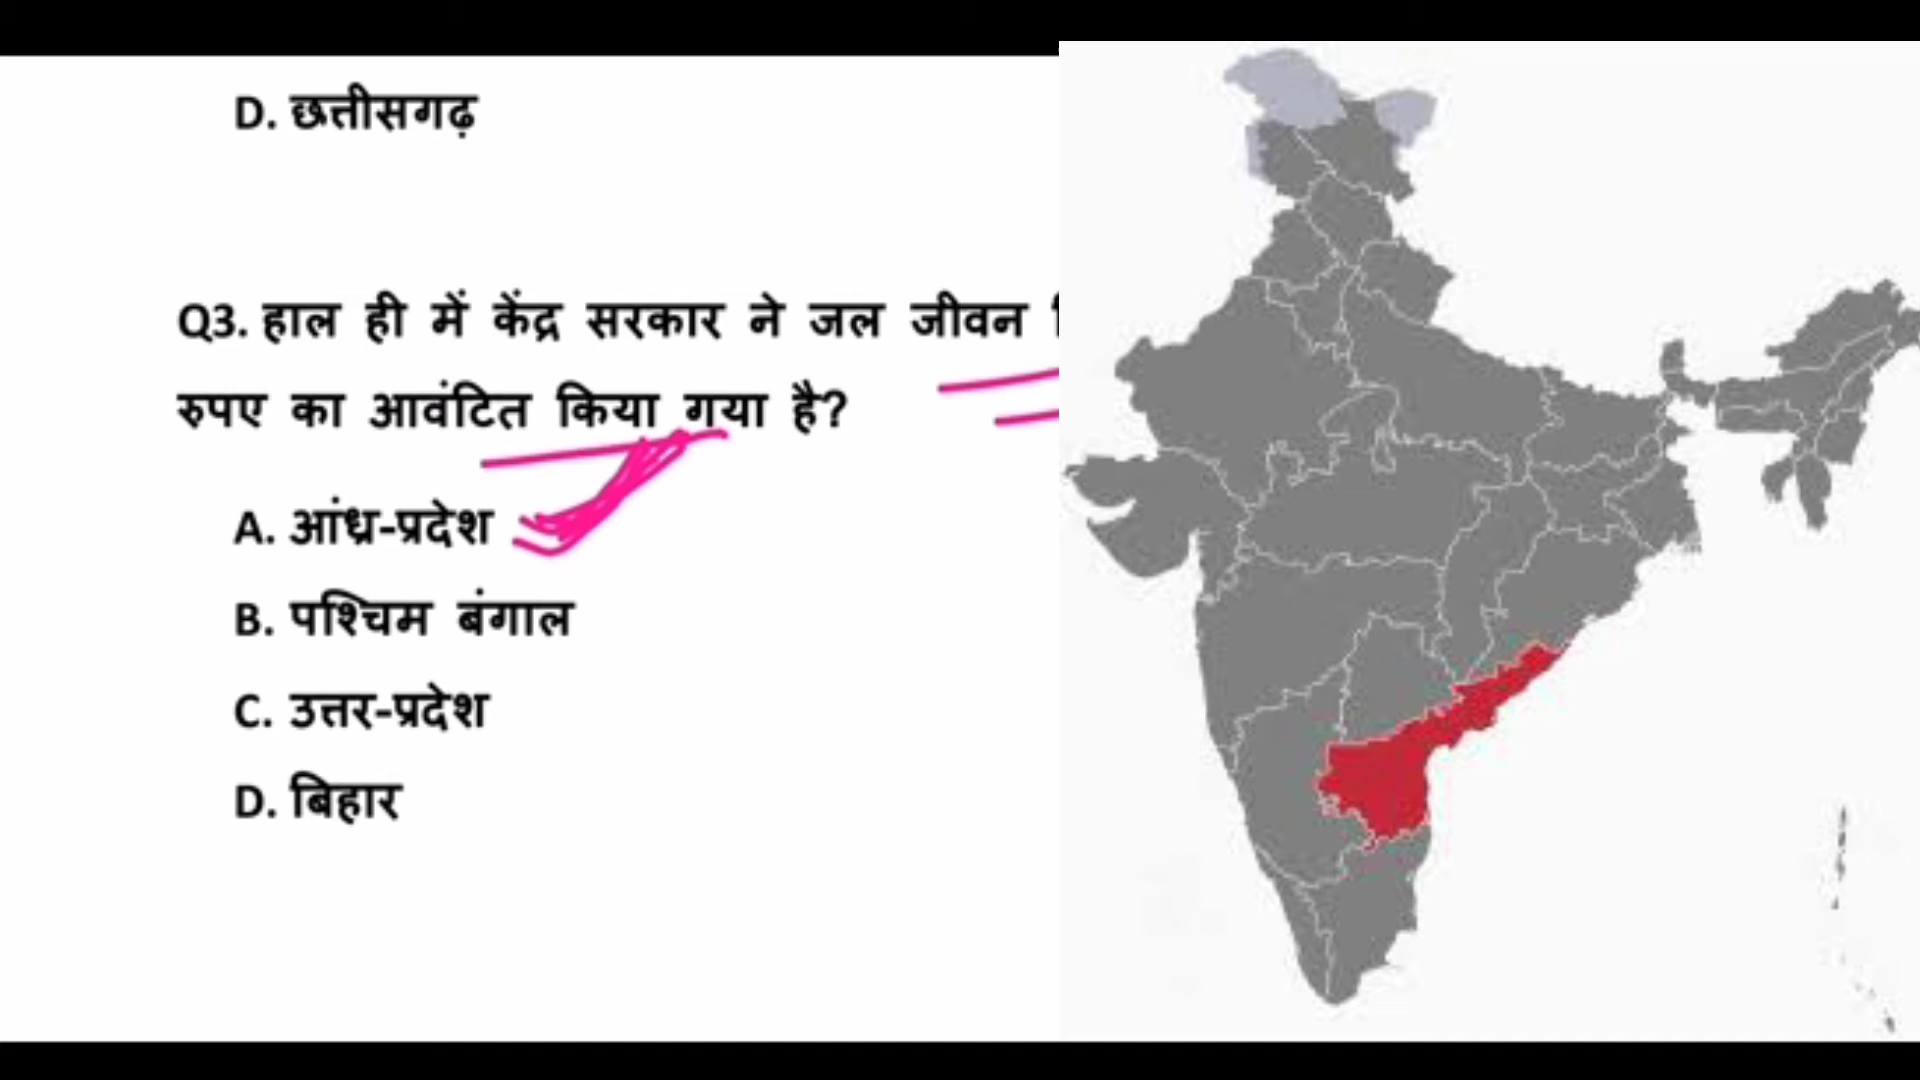 D. छत्तीसगढ़
Q3. हाल ही में केंद्र सरकार ने जल जीवन
रुपए का आवंटित किया गया है?
A. आंध्र-प्रदेश
B. पश्चिम बंगाल
C. उत्तर-प्रदेश
D. बिहार